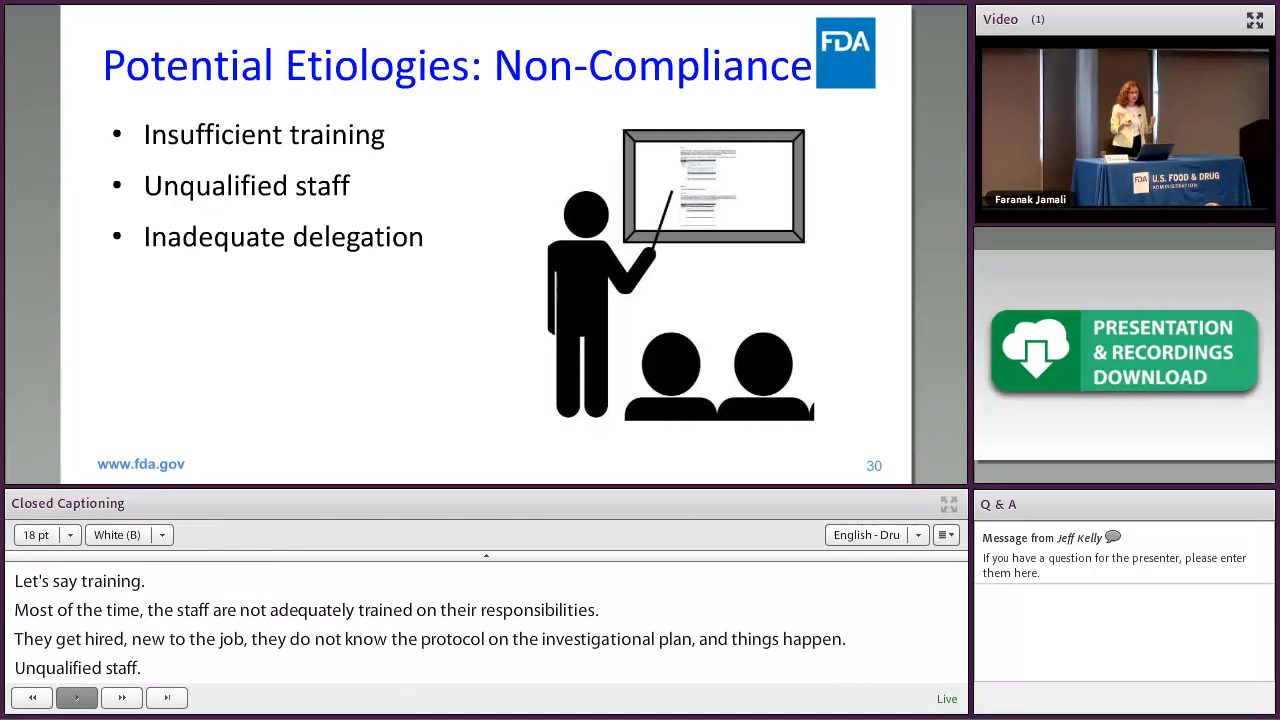 Potential Etiologies: Non-Compliance
FDA
• Insufficient training
• Unqualified staff
• Inadequate delegation
www.fda.gov
30
Video (1)
FDA U.S. FOOD & DRUG
ADMINISTRATION
Faranak Jamali
PRESENTATION
& RECORDINGS
DOWNLOAD
Closed Captioning
18 pt
White (B)
English - Dru
Let's say training.
Most of the time, the staff are not adequately trained on their responsibilities.
They get hired, new to the job, they do not know the protocol on the investigational plan, and things happen.
Unqualified staff.
Live
Q & A
Message from Jeff Kelly
If you have a question for the presenter, please enter
them here.